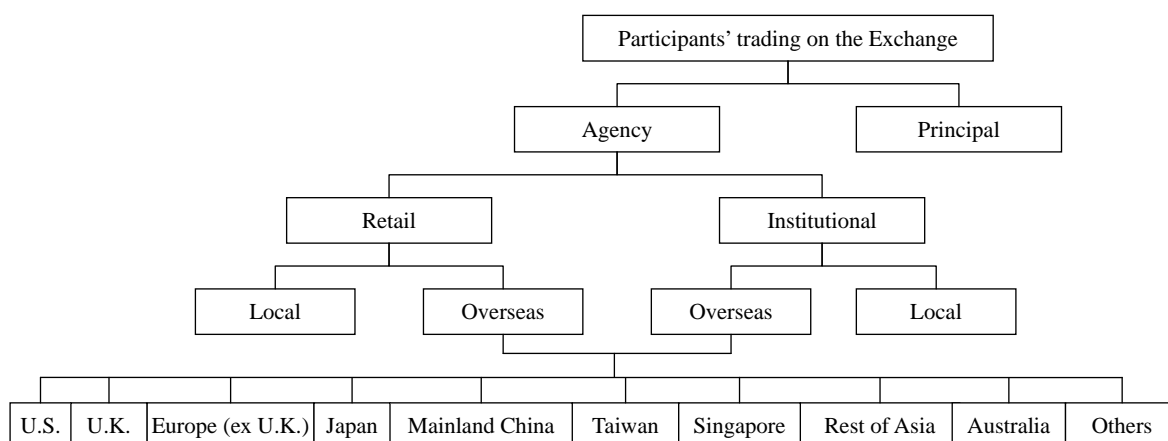 Participants’ trading on the Exchange
Agency
Principal
Retail
Institutional
Local
Overseas
Overseas
Local
U.S.
U.K.
Europe (ex U.K.)
Japan
Mainland China
Taiwan
Singapore
Rest of Asia
Australia
Others